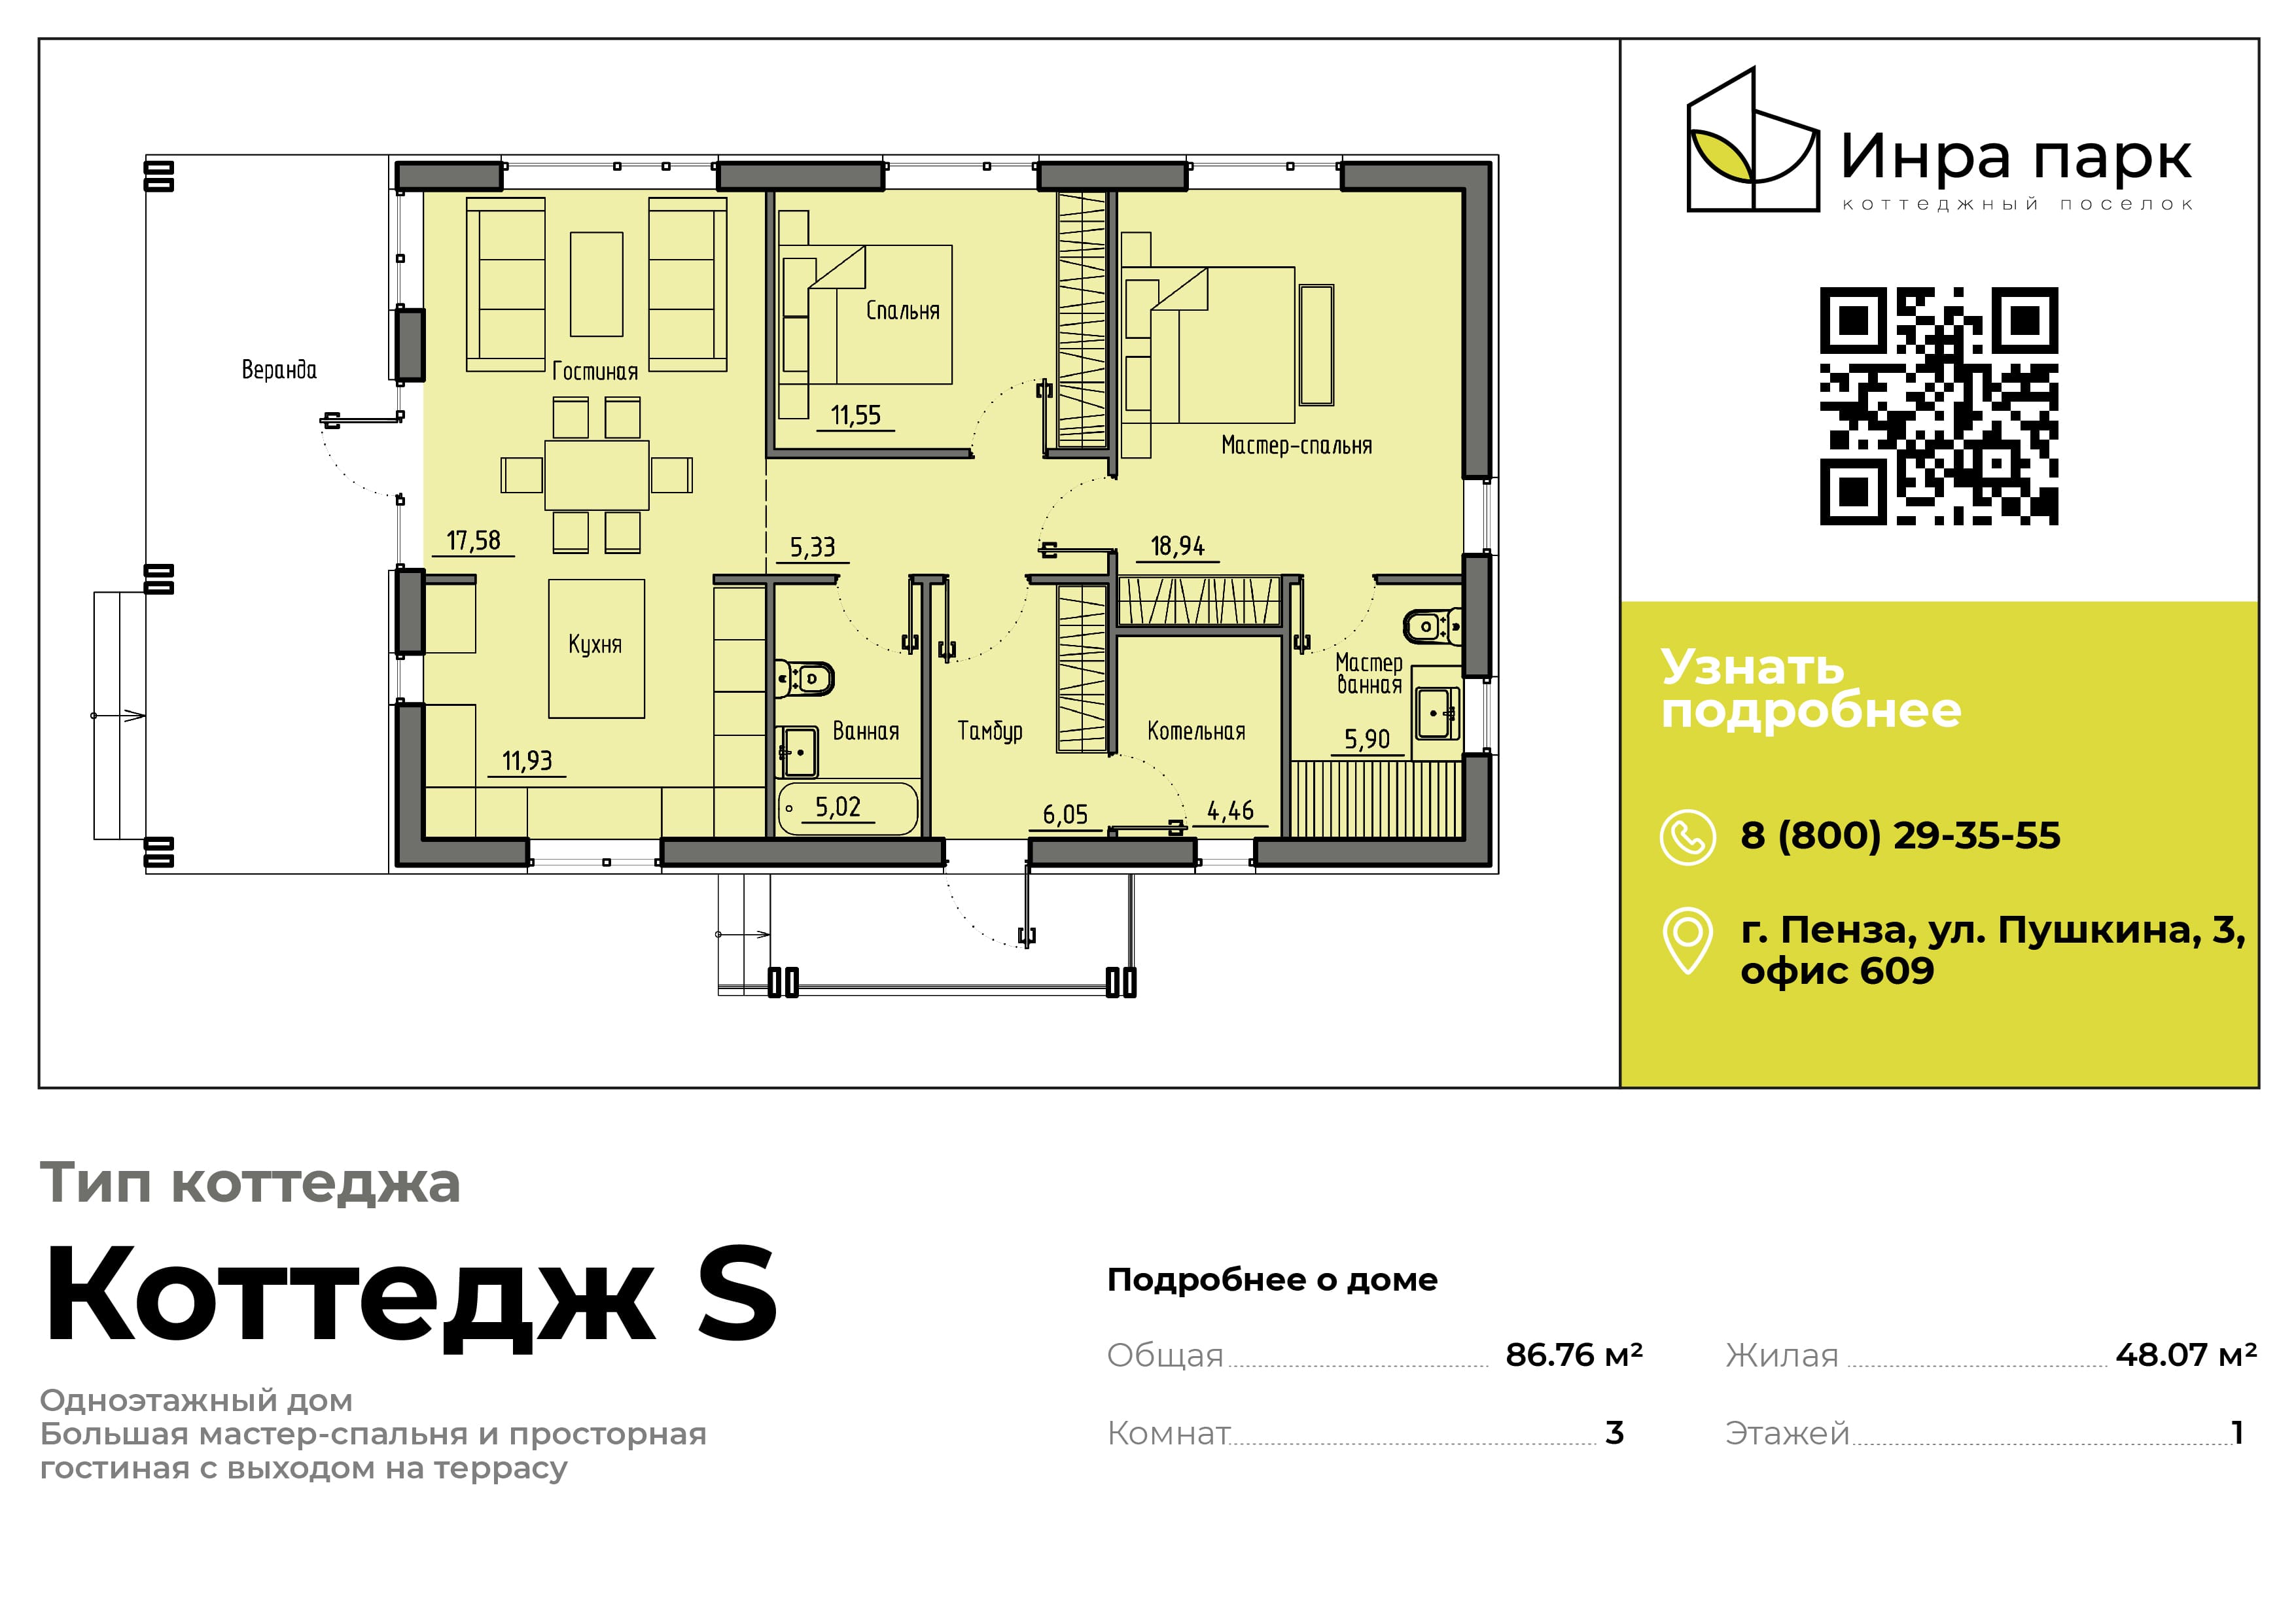 Веранда
Гостиная
17,58
Спальня
11,55
Мастер-спальня
18,94
5,33
Кухня
11,93
Ванная
5,02
Тамбур
6,05
Котельная
4,46
Мастер
ванная
5,90
Инра парк
коттеджный поселок
Узнать
подробнее
8 (800) 29-35-55
г. Пенза, ул. Пушкина, 3,
офис 609
Тип коттеджа
Коттедж S
Одноэтажный дом
Большая мастер-спальня и просторная
гостиная с выходом на террасу
Подробнее о доме
Общая 86.76 м²
Жилая 48.07 м²
Комнат 3
Этажей 1